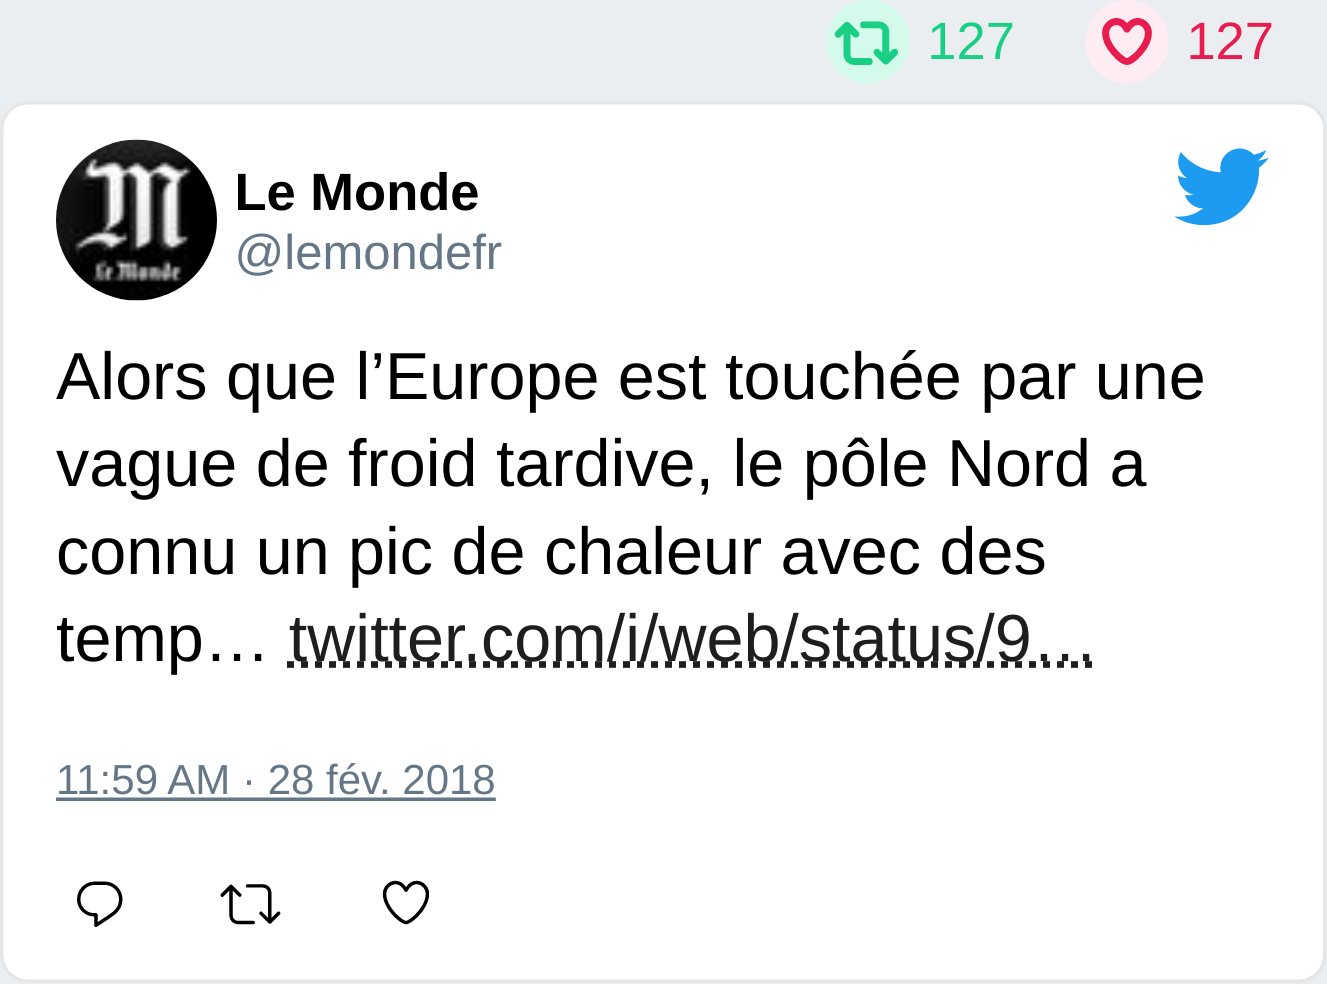 127 127
Le Monde
Le Monde
@lemondefr
Alors que l’Europe est touchée par une
vague de froid tardive, le pôle Nord a
connu un pic de chaleur avec des
temp… twitter.com/i/web/status/9…
11:59 AM · 28 fév. 2018